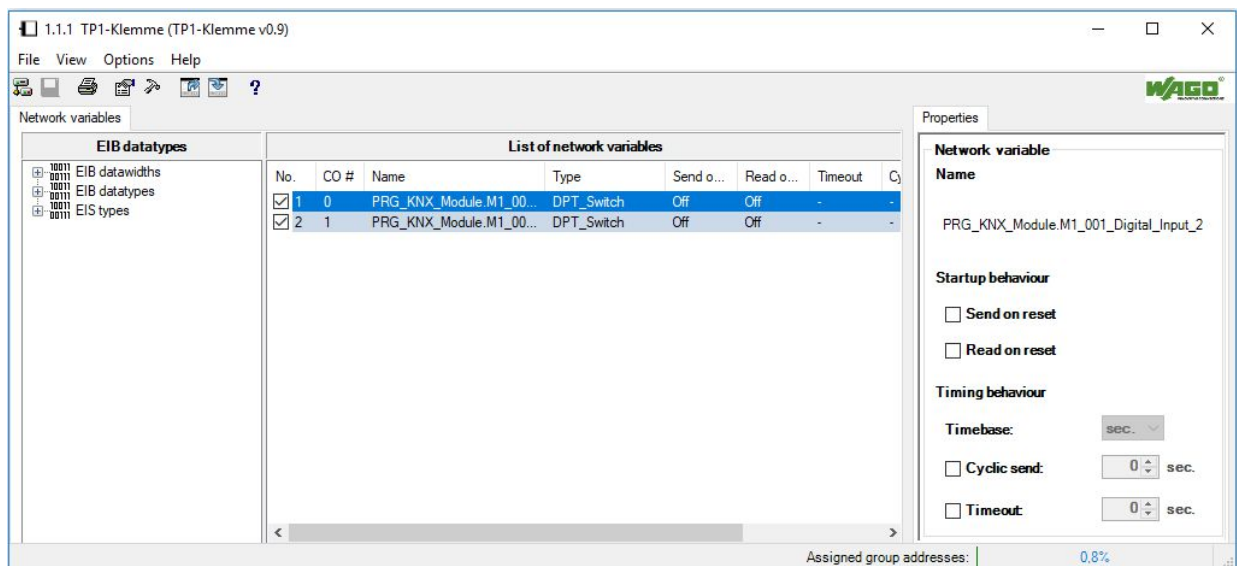 1.1.1 TP1-Klemme (TP1-Klemme v0.9)
File View Options Help
?
WAGO
Network variables
Properties
EIB datatypes
List of network variables
EIB datawidths
EIB datatypes
EIS types
No. CO # Name Type Send o... Read o... Timeout Cy
1 0 PRG_KNX_Module.M1_00... DPT_Switch Off Off - -
2 1 PRG_KNX_Module.M1_00... DPT_Switch Off Off - -
Network variable
Name
PRG_KNX_Module.M1_001_Digital_Input_2
Startup behaviour
Send on reset
Read on reset
Timing behaviour
Timebase: sec.
Cyclic send: 0 sec.
Timeout: 0 sec.
Assigned group addresses: 0,8%